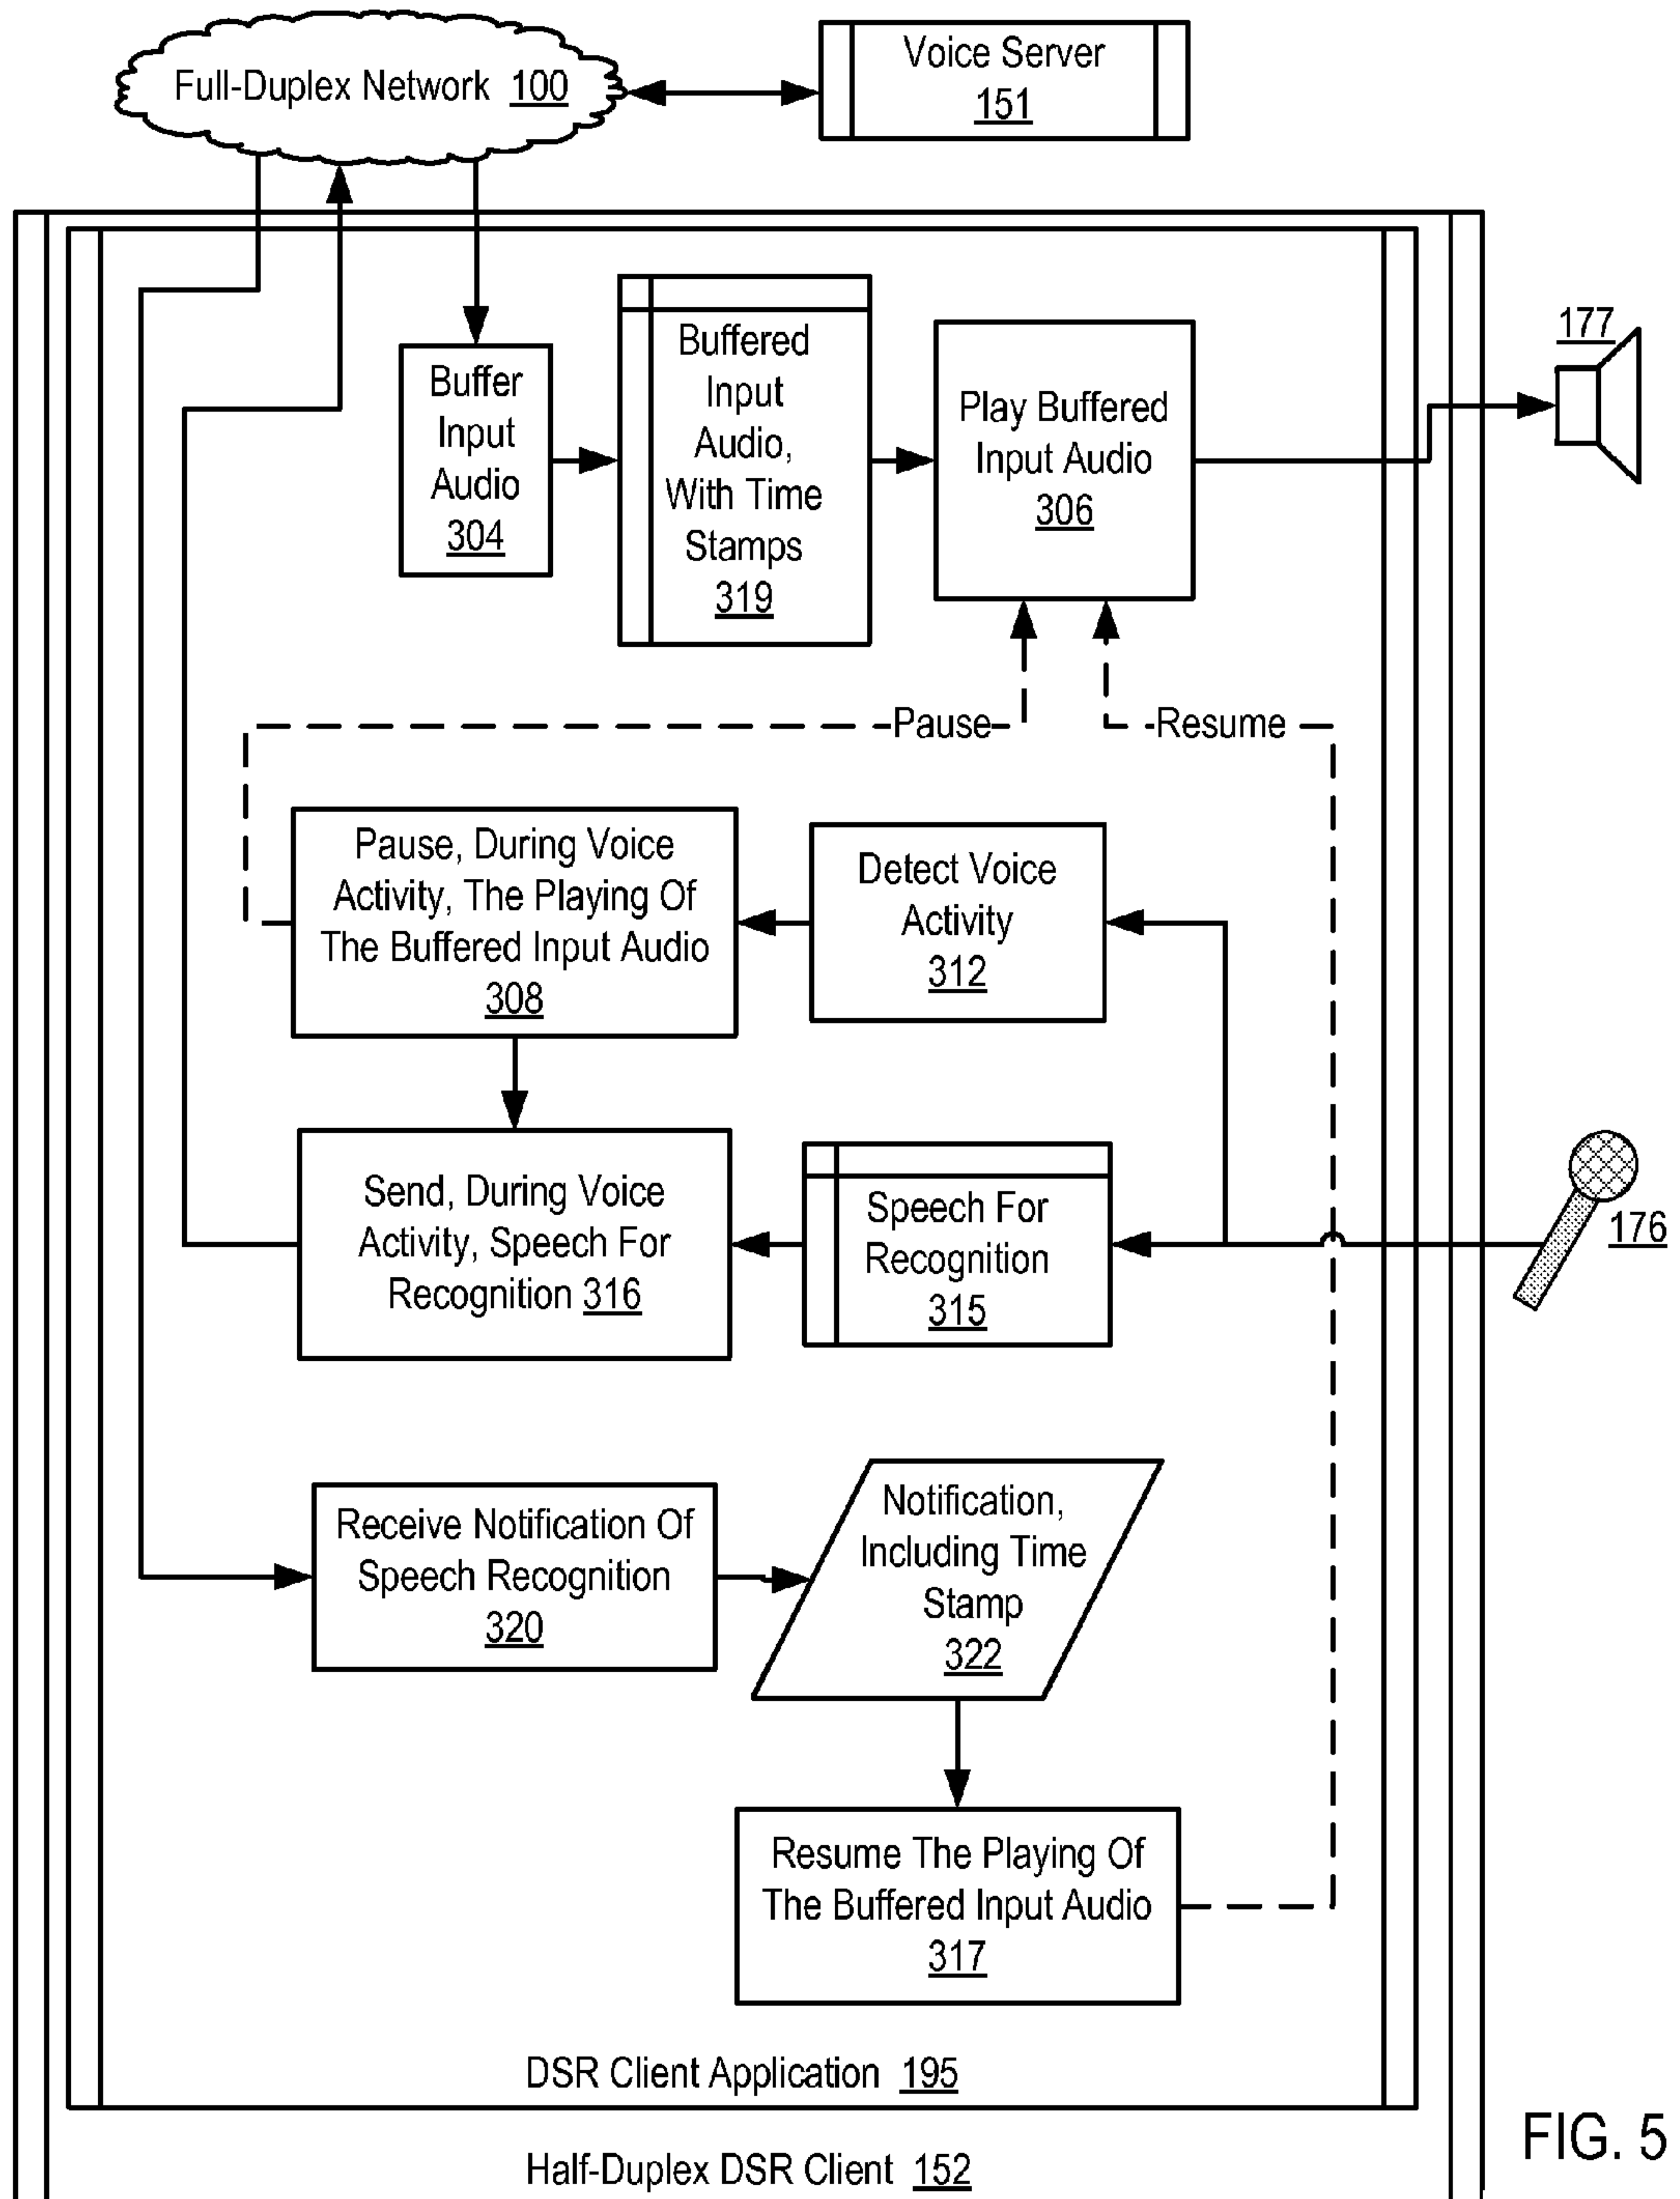 Full-Duplex Network 100
Voice Server
151
177
Buffer
Input
Audio
304
Buffered
Input
Audio,
With Time
Stamps
319
Play Buffered
Input Audio
306
Pause
Resume
Pause, During Voice
Activity, The Playing Of
The Buffered Input Audio
308
Detect Voice
Activity
312
Send, During Voice
Activity, Speech For
Recognition 316
Speech For
Recognition
315
176
Receive Notification Of
Speech Recognition
320
Notification,
Including Time
Stamp
322
Resume The Playing Of
The Buffered Input Audio
317
DSR Client Application 195
Half-Duplex DSR Client 152
FIG. 5